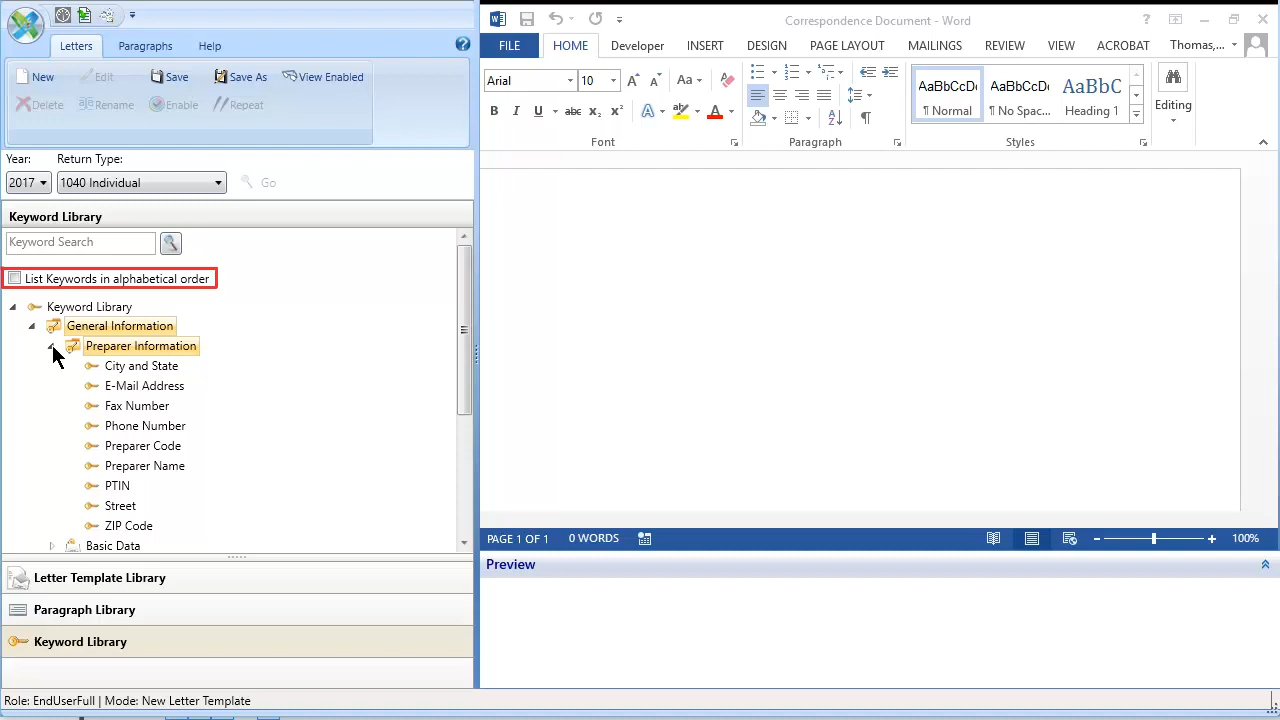 Correspondence Document - Word
Letters Paragraphs Help
FILE HOME Developer INSERT DESIGN PAGE LAYOUT MAILINGS REVIEW VIEW ACROBAT Thomas,...
New Edit Save Save As View Enabled
Delete Rename Enable Repeat
Arial 10 Aa
B I U abc x₂ x² A ab A
AaBbCcDc AaBbCcDc AaBbC
¶ Normal ¶ No Spac... Heading 1
Editing
Font Paragraph Styles
Year: Return Type:
2017 1040 Individual Go
Keyword Library
Keyword Search
List Keywords in alphabetical order
Keyword Library
General Information
Preparer Information
City and State
E-Mail Address
Fax Number
Phone Number
Preparer Code
Preparer Name
PTIN
Street
ZIP Code
Basic Data
PAGE 1 OF 1 0 WORDS 100%
Preview
Letter Template Library
Paragraph Library
Keyword Library
Role: EndUserFull | Mode: New Letter Template